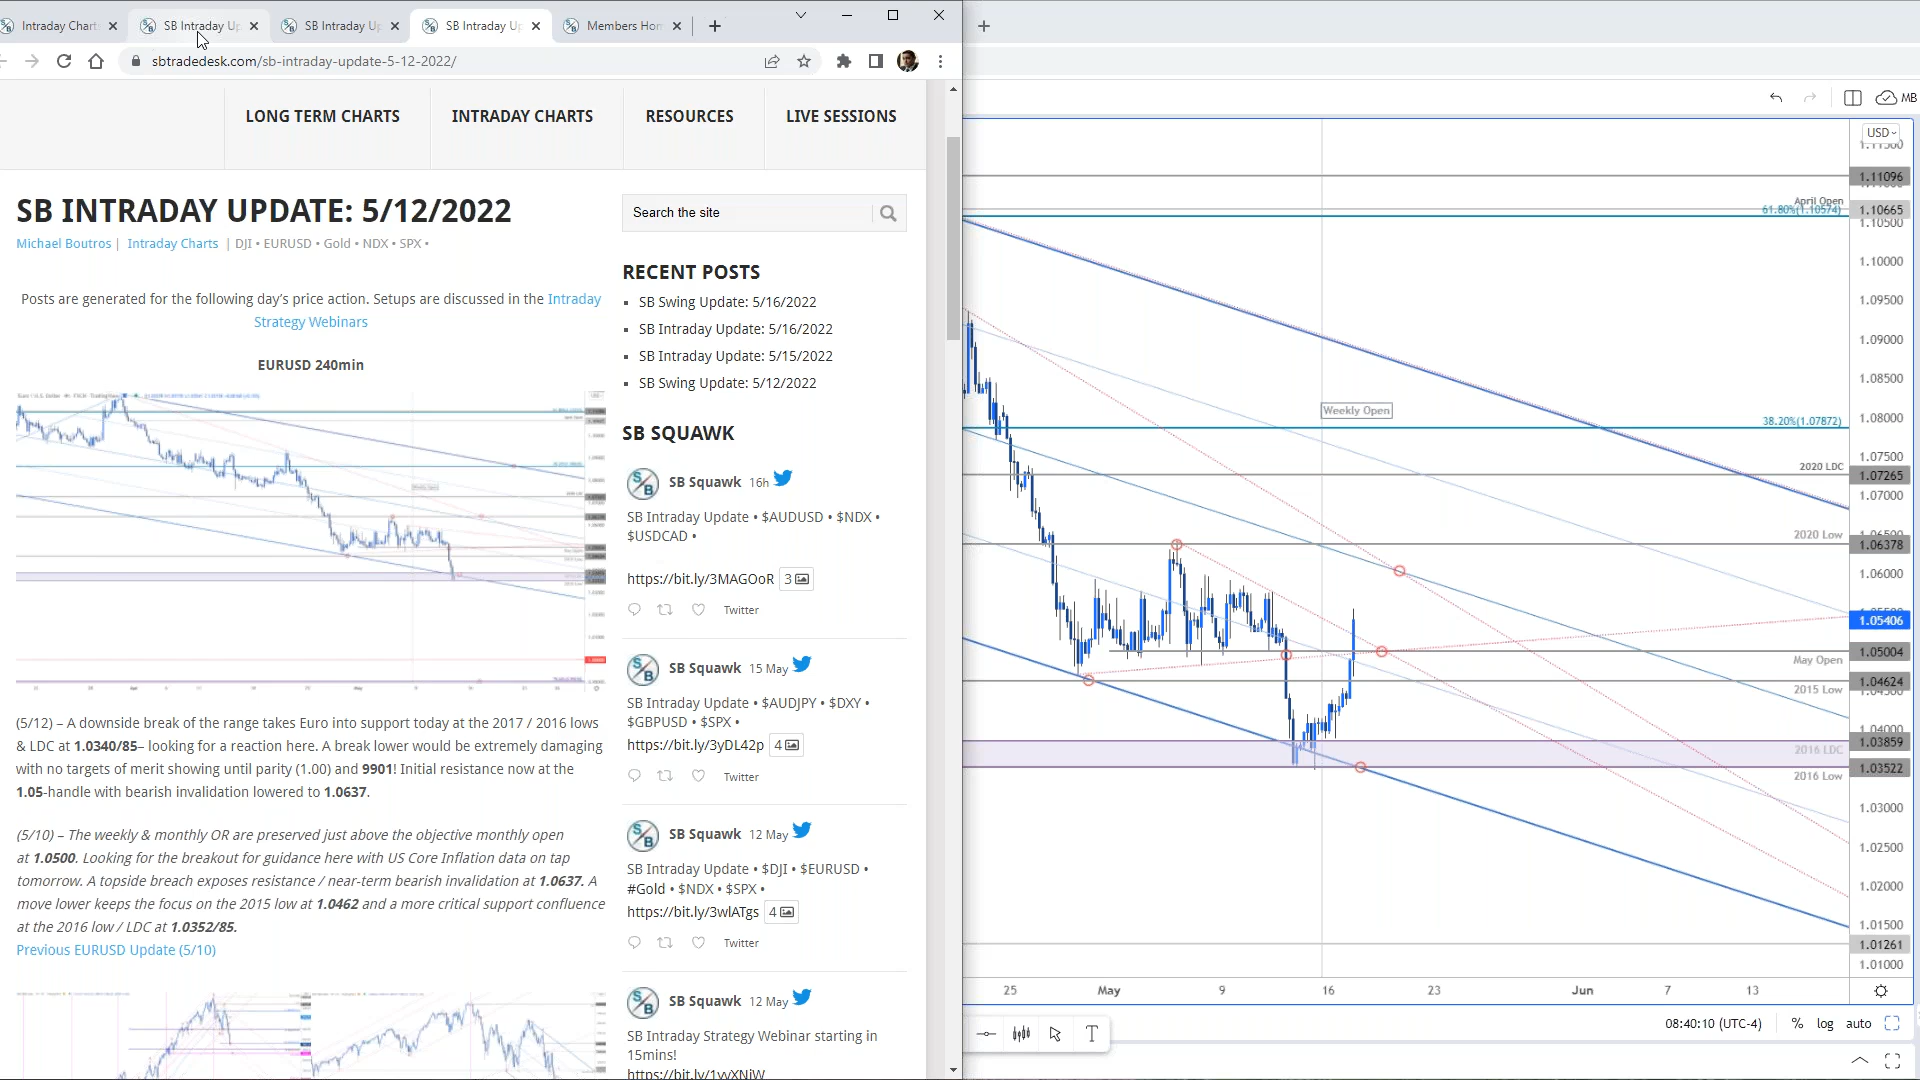 Intraday Chart
SB Intraday Up
SB Intraday Up
SB Intraday Up
Members Hom
sbtradedesk.com/sb-intraday-update-5-12-2022/
LONG TERM CHARTS
INTRADAY CHARTS
RESOURCES
LIVE SESSIONS
SB INTRADAY UPDATE: 5/12/2022
Michael Boutros | Intraday Charts | DJI • EURUSD • Gold • NDX • SPX •
Posts are generated for the following day's price action. Setups are discussed in the Intraday
Strategy Webinars
EURUSD 240min
(5/12) – A downside break of the range takes Euro into support today at the 2017 / 2016 lows
& LDC at 1.0340/85– looking for a reaction here. A break lower would be extremely damaging
with no targets of merit showing until parity (1.00) and 9901! Initial resistance now at the
1.05-handle with bearish invalidation lowered to 1.0637.
(5/10) – The weekly & monthly OR are preserved just above the objective monthly open
at 1.0500. Looking for the breakout for guidance here with US Core Inflation data on tap
tomorrow. A topside breach exposes resistance / near-term bearish invalidation at 1.0637. A
move lower keeps the focus on the 2015 low at 1.0462 and a more critical support confluence
at the 2016 low / LDC at 1.0352/85.
Previous EURUSD Update (5/10)
Search the site
RECENT POSTS
SB Swing Update: 5/16/2022
SB Intraday Update: 5/16/2022
SB Intraday Update: 5/15/2022
SB Swing Update: 5/12/2022
SB SQUAWK
SB Squawk 16h
SB Intraday Update • $AUDUSD • $NDX •
$USDCAD •
https://bit.ly/3MAGOoR 3
Twitter
SB Squawk 15 May
SB Intraday Update • $AUDJPY • $DXY •
$GBPUSD • $SPX •
https://bit.ly/3yDL42p 4
Twitter
SB Squawk 12 May
SB Intraday Update • $DJI • $EURUSD •
#Gold • $NDX • $SPX •
https://bit.ly/3wlATgs 4
Twitter
SB Squawk 12 May
SB Intraday Strategy Webinar starting in
15mins!
MB
USD
1.11096
April Open
61.80%(1.10574)
1.10665
1.10500
1.10000
1.09500
1.09000
1.08500
Weekly Open
1.08000
38.20%(1.07872)
1.07500
2020 LDC
1.07265
1.07000
2020 Low
1.06378
1.06000
1.05406
1.05004
May Open
1.04624
2015 Low
1.04000
1.03859
2016 LDC
1.03522
2016 Low
1.03000
1.02500
1.02000
1.01500
1.01261
1.01000
25
May
9
16
23
Jun
7
13
08:40:10 (UTC-4)
%
log
auto